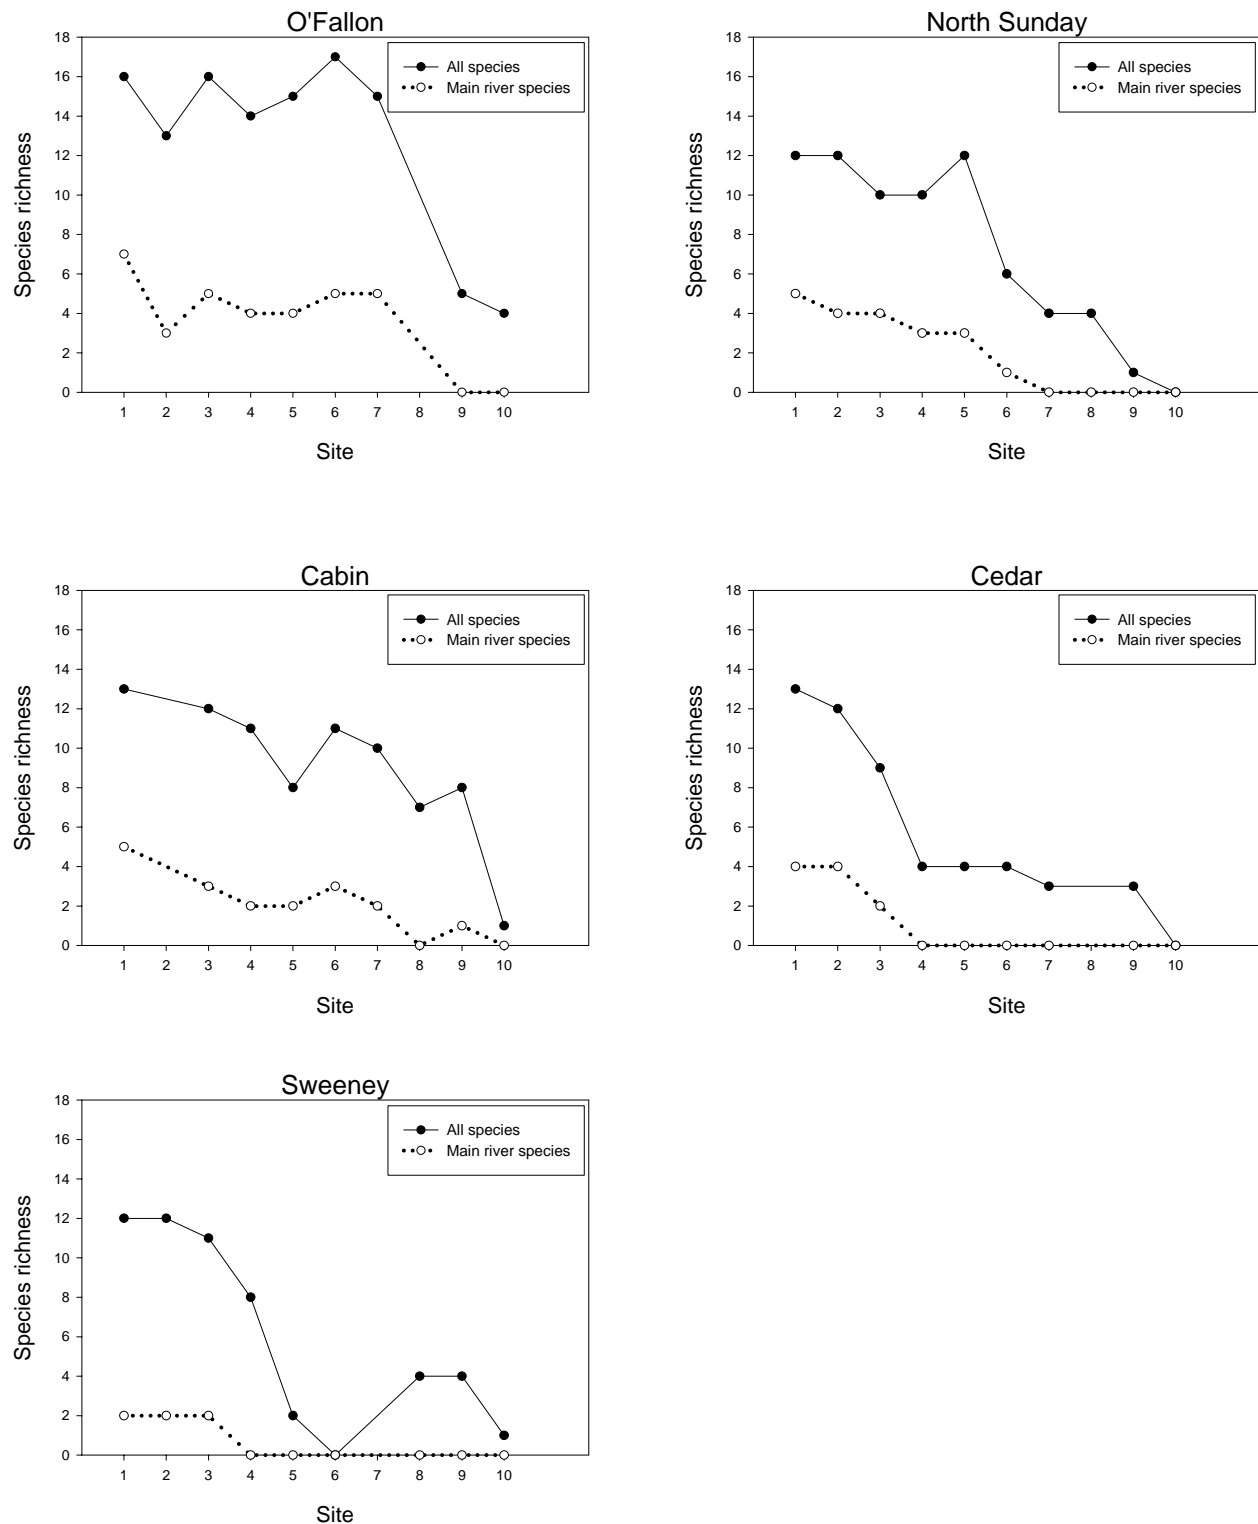 O'Fallon
18
16
14
12
10
8
6
4
2
0
Species richness
All species
Main river species
1 2 3 4 5 6 7 8 9 10
Site
North Sunday
18
16
14
12
10
8
6
4
2
0
Species richness
All species
Main river species
1 2 3 4 5 6 7 8 9 10
Site
Cabin
18
16
14
12
10
8
6
4
2
0
Species richness
All species
Main river species
1 2 3 4 5 6 7 8 9 10
Site
Cedar
18
16
14
12
10
8
6
4
2
0
Species richness
All species
Main river species
1 2 3 4 5 6 7 8 9 10
Site
Sweeney
18
16
14
12
10
8
6
4
2
0
Species richness
All species
Main river species
1 2 3 4 5 6 7 8 9 10
Site